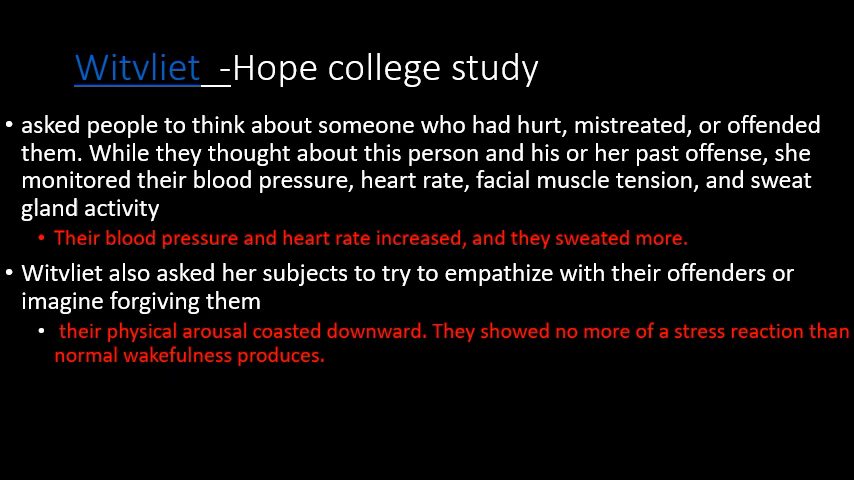 Witvliet -Hope college study
• asked people to think about someone who had hurt, mistreated, or offended
them. While they thought about this person and his or her past offense, she
monitored their blood pressure, heart rate, facial muscle tension, and sweat
gland activity
• Their blood pressure and heart rate increased, and they sweated more.
• Witvliet also asked her subjects to try to empathize with their offenders or
imagine forgiving them
• their physical arousal coasted downward. They showed no more of a stress reaction than
normal wakefulness produces.